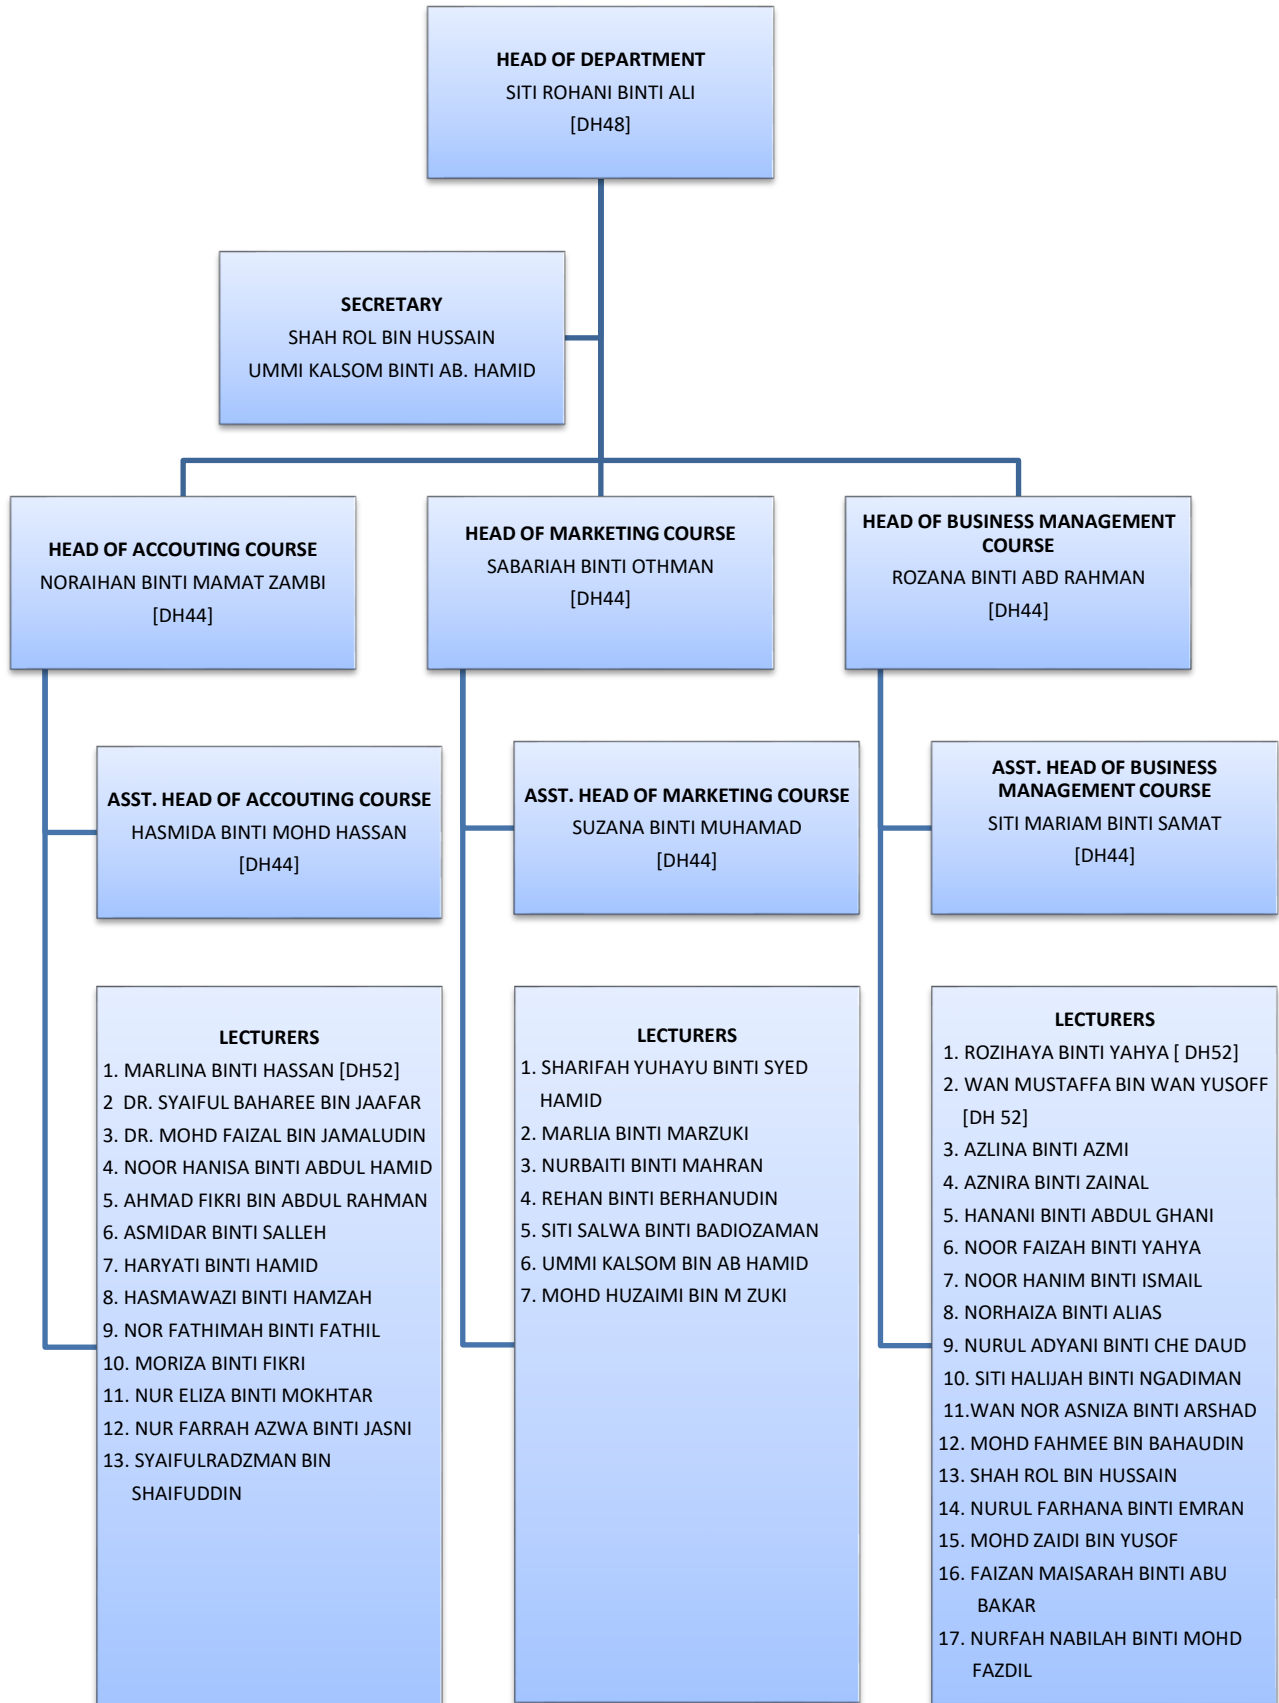 HEAD OF DEPARTMENT
SITI ROHANI BINTI ALI
[DH48]
SECRETARY
SHAH ROL BIN HUSSAIN
UMMI KALSOM BINTI AB. HAMID
HEAD OF ACCOUTING COURSE
NORAIHAN BINTI MAMAT ZAMBI
[DH44]
HEAD OF MARKETING COURSE
SABARIAH BINTI OTHMAN
[DH44]
HEAD OF BUSINESS MANAGEMENT
COURSE
ROZANA BINTI ABD RAHMAN
[DH44]
ASST. HEAD OF ACCOUTING COURSE
HASMIDA BINTI MOHD HASSAN
[DH44]
ASST. HEAD OF MARKETING COURSE
SUZANA BINTI MUHAMAD
[DH44]
ASST. HEAD OF BUSINESS
MANAGEMENT COURSE
SITI MARIAM BINTI SAMAT
[DH44]
LECTURERS
1. MARLINA BINTI HASSAN [DH52]
2  DR. SYAIFUL BAHAREE BIN JAAFAR
3. DR. MOHD FAIZAL BIN JAMALUDIN
4. NOOR HANISA BINTI ABDUL HAMID
5. AHMAD FIKRI BIN ABDUL RAHMAN
6. ASMIDAR BINTI SALLEH
7. HARYATI BINTI HAMID
8. HASMAWAZI BINTI HAMZAH
9. NOR FATHIMAH BINTI FATHIL
10. MORIZA BINTI FIKRI
11. NUR ELIZA BINTI MOKHTAR
12. NUR FARRAH AZWA BINTI JASNI
13. SYAIFULRADZMAN BIN
SHAIFUDDIN
LECTURERS
1. SHARIFAH YUHAYU BINTI SYED
HAMID
2. MARLIA BINTI MARZUKI
3. NURBAITI BINTI MAHRAN
4. REHAN BINTI BERHANUDIN
5. SITI SALWA BINTI BADIOZAMAN
6. UMMI KALSOM BIN AB HAMID
7. MOHD HUZAIMI BIN M ZUKI
LECTURERS
1. ROZIHAYA BINTI YAHYA [ DH52]
2. WAN MUSTAFFA BIN WAN YUSOFF
[DH 52]
3. AZLINA BINTI AZMI
4. AZNIRA BINTI ZAINAL
5. HANANI BINTI ABDUL GHANI
6. NOOR FAIZAH BINTI YAHYA
7. NOOR HANIM BINTI ISMAIL
8. NORHAIZA BINTI ALIAS
9. NURUL ADYANI BINTI CHE DAUD
10. SITI HALIJAH BINTI NGADIMAN
11.WAN NOR ASNIZA BINTI ARSHAD
12. MOHD FAHMEE BIN BAHAUDIN
13. SHAH ROL BIN HUSSAIN
14. NURUL FARHANA BINTI EMRAN
15. MOHD ZAIDI BIN YUSOF
16. FAIZAN MAISARAH BINTI ABU
BAKAR
17. NURFAH NABILAH BINTI MOHD
FAZDIL